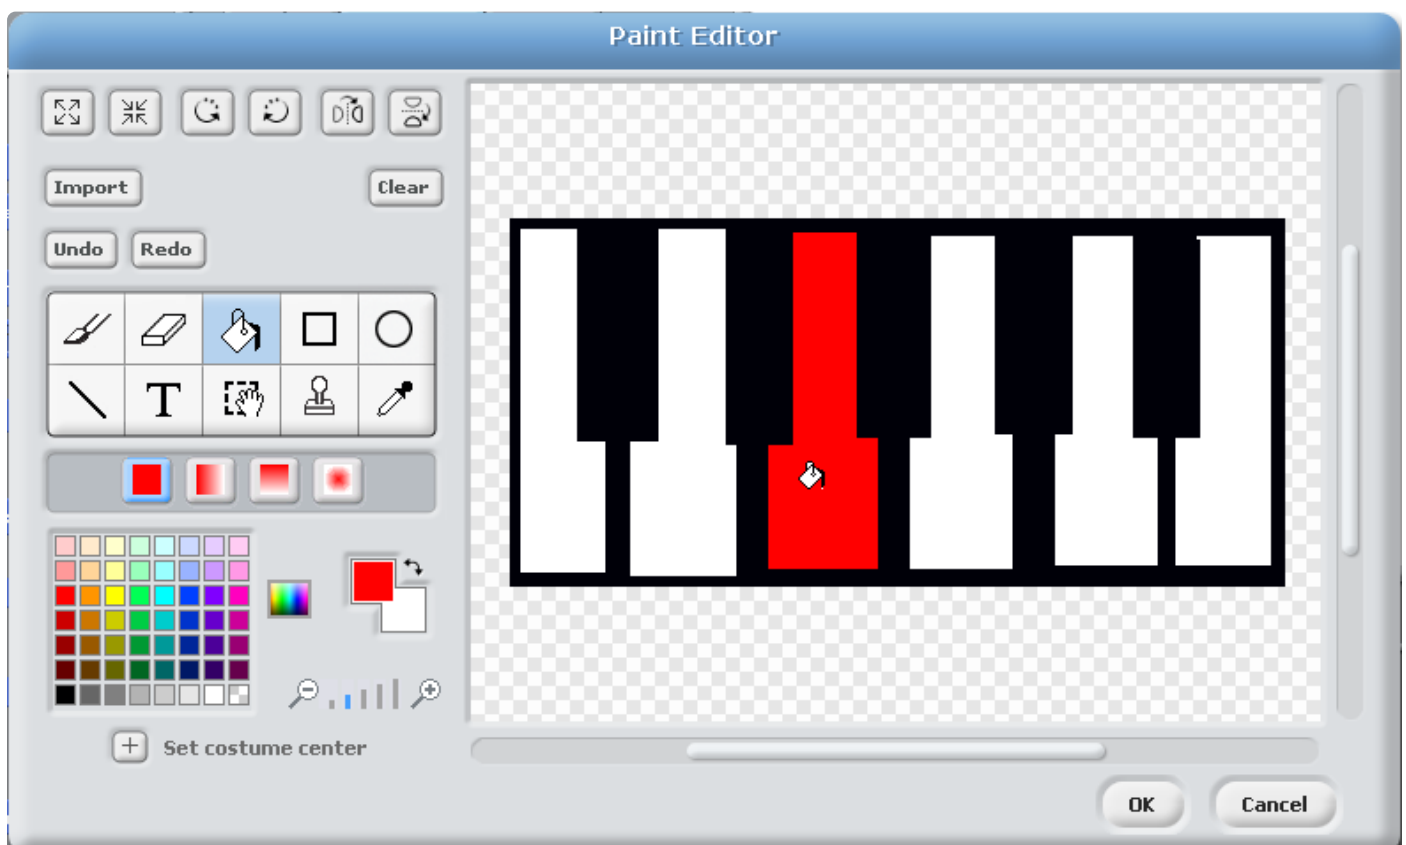 Paint Editor
Import
Clear
Undo
Redo
T
Set costume center
OK
Cancel